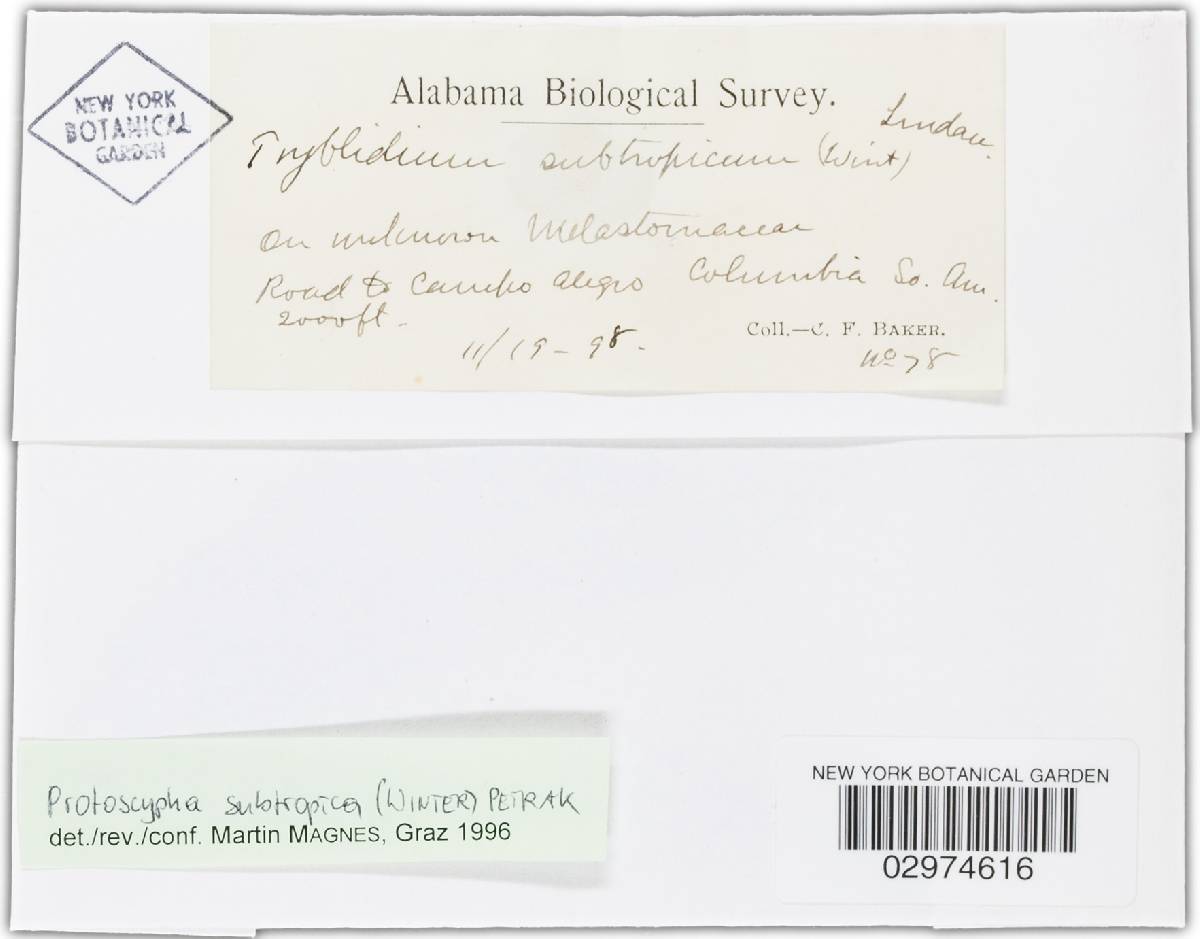 NEW YORK
BOTANICAL
GARDEN
Alabama Biological Survey.
Tryblidium subtropicum (Wint) Lindau.
On unknown Melastomaceae
Road to Campo Alegro Columbia So. Am.
2000ft.
Coll.—C. F. BAKER.
11/19-98.
No 78
Protoscypha subtropica (WINTER) PETRAK
det./rev./conf. Martin MAGNES, Graz 1996
NEW YORK BOTANICAL GARDEN
02974616